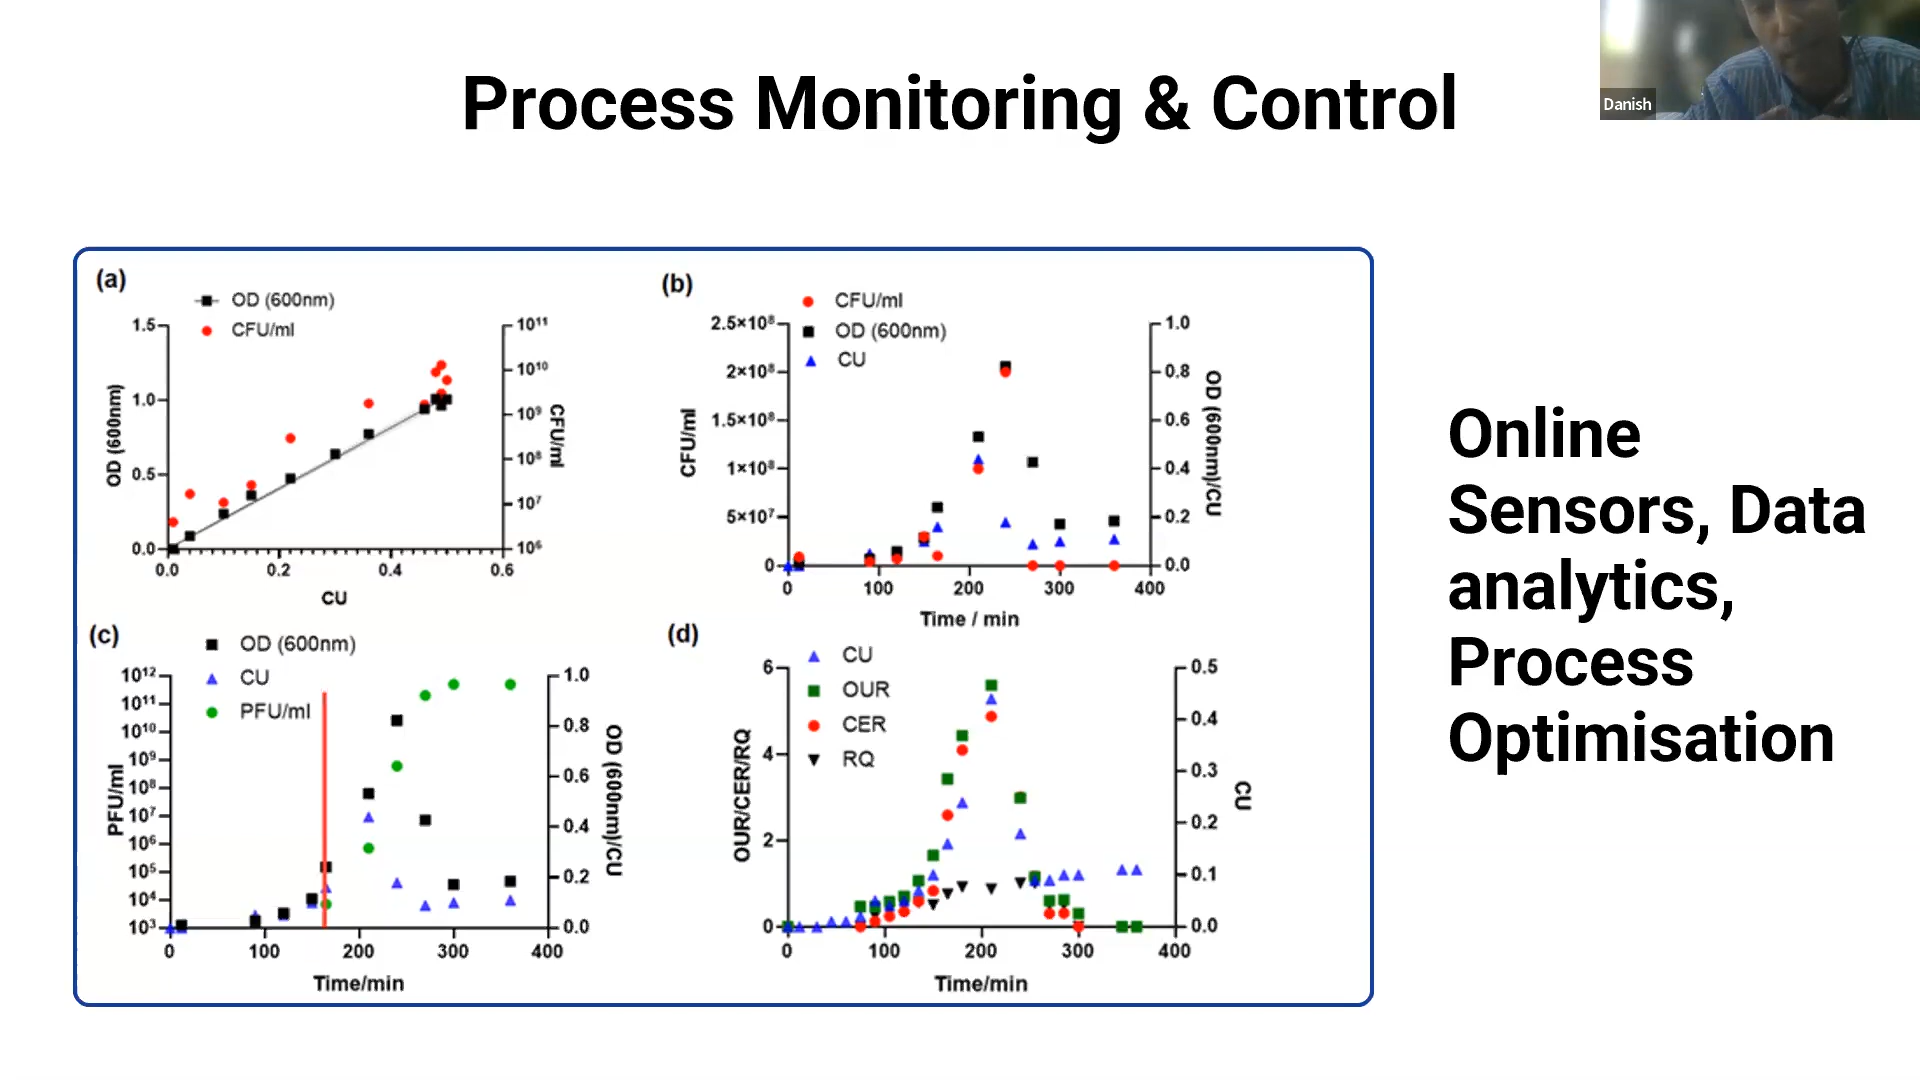 Process Monitoring & Control
Danish
(a)
OD (600nm)
CFU/ml
1.5
1.0
0.5
0.0
OD (600nm)
10¹¹
10¹⁰
10⁹
10⁸
10⁷
10⁶
CFU/ml
0.0 0.2 0.4 0.6
CU
(b)
CFU/ml
OD (600nm)
CU
2.5×10⁸
2×10⁸
1.5×10⁸
1×10⁸
5×10⁷
0
CFU/ml
1.0
0.8
0.6
0.4
0.2
0.0
OD (600nm)/CU
0 100 200 300 400
Time / min
(c)
OD (600nm)
CU
PFU/ml
10¹²
10¹¹
10¹⁰
10⁹
10⁸
10⁷
10⁶
10⁵
10⁴
10³
PFU/ml
1.0
0.8
0.6
0.4
0.2
0.0
OD (600nm)/CU
0 100 200 300 400
Time/min
(d)
CU
OUR
CER
RQ
6
4
2
0
OUR/CER/RQ
0.5
0.4
0.3
0.2
0.1
0.0
CU
0 100 200 300 400
Time/min
Online
Sensors, Data
analytics,
Process
Optimisation